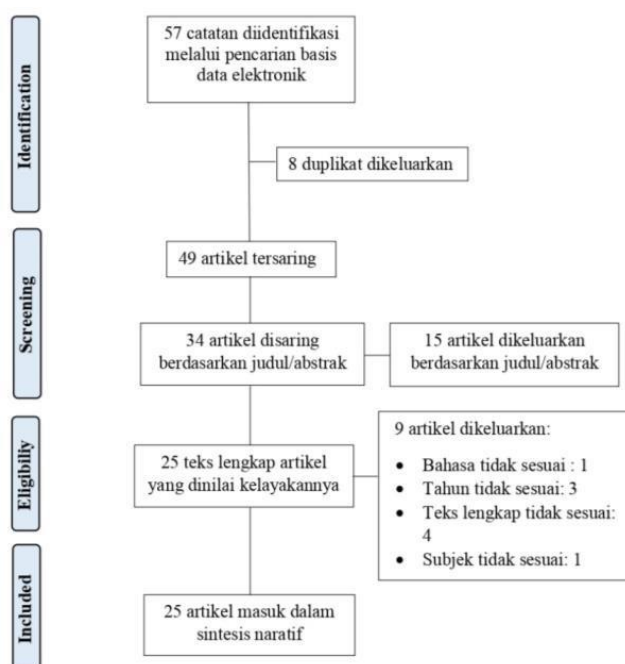 Identification
57 catatan diidentifikasi
melalui pencarian basis
data elektronik
8 duplikat dikeluarkan
Screening
49 artikel tersaring
34 artikel disaring
berdasarkan judul/abstrak
15 artikel dikeluarkan
berdasarkan judul/abstrak
Eligibiliy
25 teks lengkap artikel
yang dinilai kelayakannya
9 artikel dikeluarkan:
• Bahasa tidak sesuai : 1
• Tahun tidak sesuai: 3
• Teks lengkap tidak sesuai:
4
• Subjek tidak sesuai: 1
Included
25 artikel masuk dalam
sintesis naratif